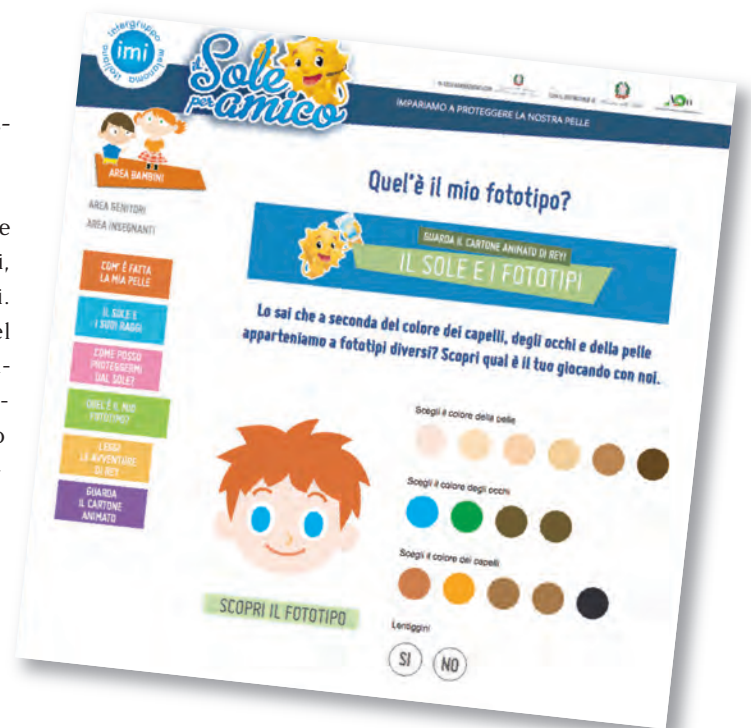 -
e
i,
i.
el
-
-
o
intergruppo melanoma italiano
imi
il Sole
per amico
IMPARIAMO A PROTEGGERE LA NOSTRA PELLE
AREA BAMBINI
AREA GENITORI
AREA INSEGNANTI
COM' È FATTA
LA MIA PELLE
IL SOLE E
I SUOI RAGGI
COME POSSO
PROTEGGERMI
DAL SOLE?
QUEL'È IL MIO
FOTOTIPO?
LEGGI
LE AVVENTURE
DI REY
GUARDA
IL CARTONE
ANIMATO
Quel'è il mio fototipo?
GUARDA IL CARTONE ANIMATO DI REY!
IL SOLE E I FOTOTIPI
Lo sai che a seconda del colore dei capelli, degli occhi e della pelle
apparteniamo a fototipi diversi? Scopri qual è il tuo giocando con noi.
Scegli il colore della pelle
Scegli il colore degli occhi
Scegli il colore dei capelli
Lentiggini
SI NO
SCOPRI IL FOTOTIPO